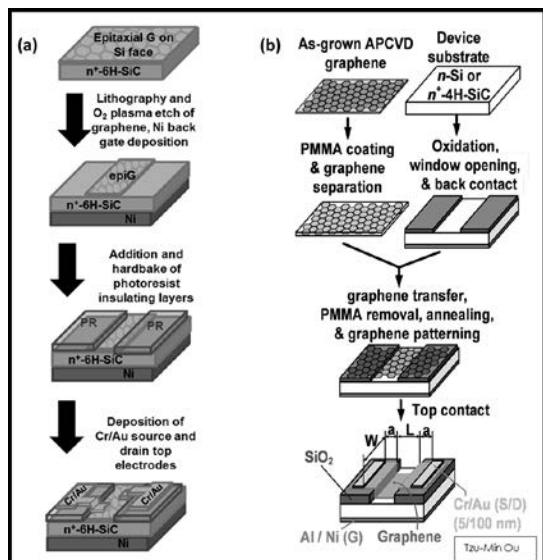 (a)
Epitaxial G on
Si face
n+-6H-SiC
Lithography and
O2 plasma etch of
graphene, Ni back
gate deposition
epiG
n+-6H-SiC
Ni
Addition and
hardbake of
photoresist
insulating layers
PR
PR
n+-6H-SiC
Ni
Deposition of
Cr/Au source and
drain top
electrodes
Cr/Au
Cr/Au
n+-6H-SiC
Ni
(b)
As-grown APCVD
graphene
Device
substrate
n-Si or
n+-4H-SiC
PMMA coating
& graphene
separation
Oxidation,
window opening,
& back contact
graphene transfer,
PMMA removal, annealing,
& graphene patterning
Top contact
W
a
L
a
SiO2
Cr/Au (S/D)
(5/100 nm)
Al / Ni (G)
Graphene
Tzu-Min Ou